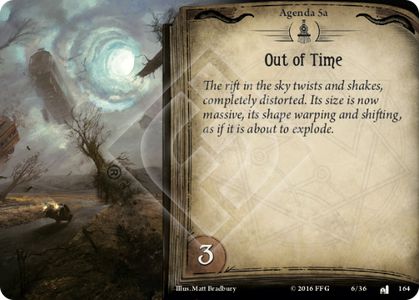 Agenda 5a
Out of Time
The rift in the sky twists and shakes,
completely distorted. Its size is now
massive, its shape warping and shifting,
as if it is about to explode.
3
Illus. Matt Bradbury © 2016 FFG 6/36 164